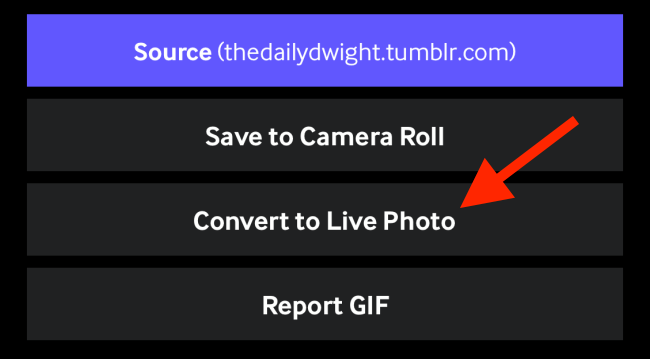 Source (thedailydwight.tumblr.com)
Save to Camera Roll
Convert to Live Photo
Report GIF